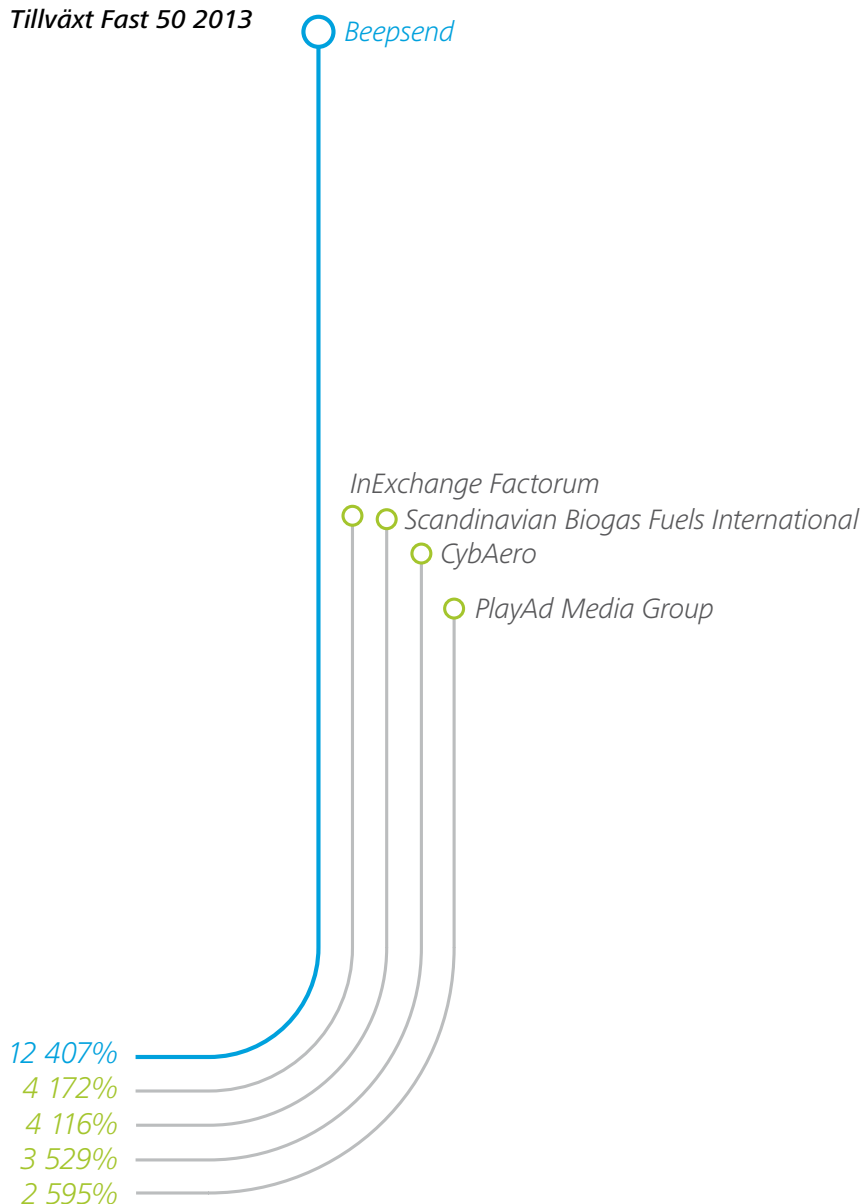 Tillväxt Fast 50 2013
Beepsend
InExchange Factorum
Scandinavian Biogas Fuels International
CybAero
PlayAd Media Group
12 407%
4 172%
4 116%
3 529%
2 595%